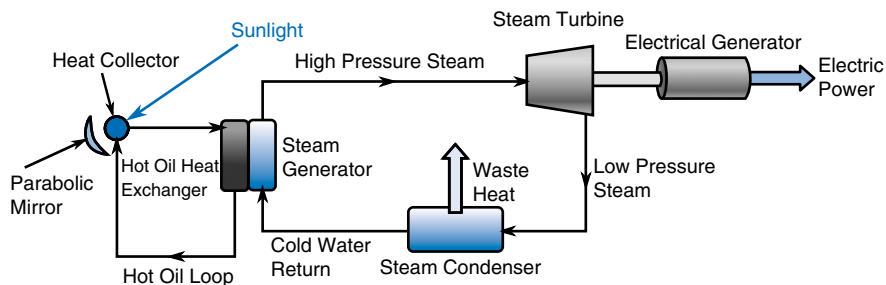 Steam Turbine
Sunlight
Electrical Generator
Heat Collector
High Pressure Steam
Electric
Power
Steam
Generator
Hot Oil Heat
Exchanger
Waste
Heat
Low Pressure
Steam
Parabolic
Mirror
Cold Water
Return
Steam Condenser
Hot Oil Loop